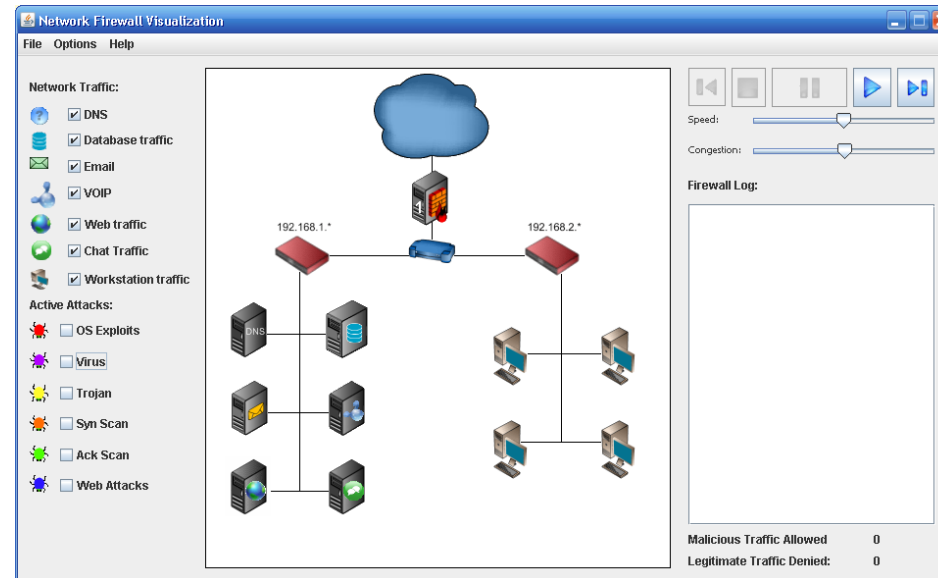 Network Firewall Visualization
File Options Help
Network Traffic:
DNS
Database traffic
Email
VOIP
Web traffic
Chat Traffic
Workstation traffic
Active Attacks:
OS Exploits
Virus
Trojan
Syn Scan
Ack Scan
Web Attacks
192.168.1.*
192.168.2.*
DNS
Speed:
Congestion:
Firewall Log:
Malicious Traffic Allowed 0
Legitimate Traffic Denied: 0